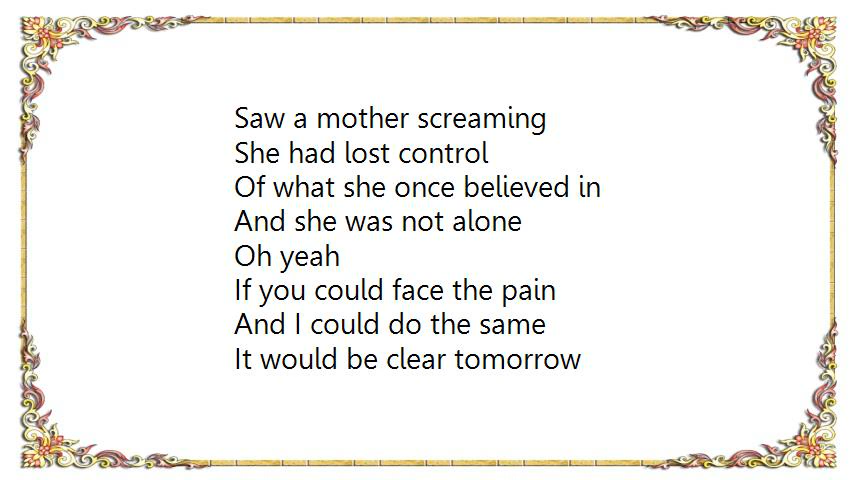 Saw a mother screaming
She had lost control
Of what she once believed in
And she was not alone
Oh yeah
If you could face the pain
And I could do the same
It would be clear tomorrow